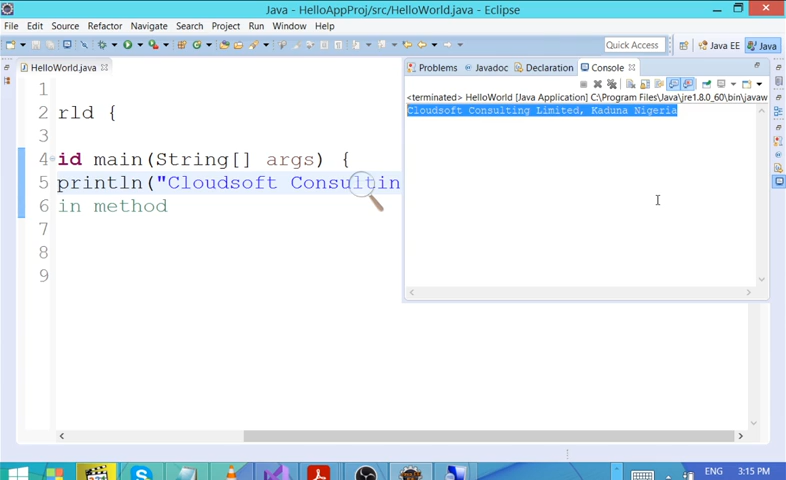 Java - HelloAppProj/src/HelloWorld.java - Eclipse
File Edit Source Refactor Navigate Search Project Run Window Help
Quick Access
Java EE
Java
HelloWorld.java
Problems Javadoc Declaration Console
<terminated> HelloWorld [Java Application] C:\Program Files\Java\jre1.8.0_60\bin\javaw
Cloudsoft Consulting Limited, Kaduna Nigeria
1
2 rld {
3
4 id main(String[] args) {
5 println("Cloudsoft Consultin
6 in method
7
8
9
ENG 3:15 PM